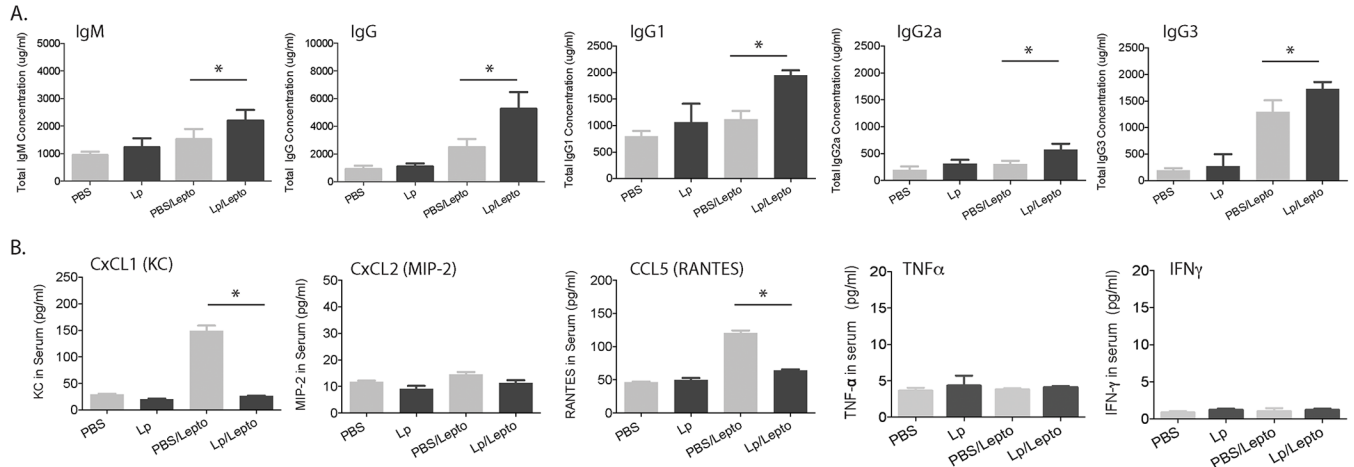 A.
IgM
Total IgM Concentration (ug/ml)
5000
4000
3000
2000
1000
0
PBS
Lp
PBS/Lepto
Lp/Lepto
*
IgG
Total IgG Concentration (ug/ml)
10000
8000
6000
4000
2000
0
PBS
Lp
PBS/Lepto
Lp/Lepto
*
IgG1
Total IgG1 Concentration (ug/ml)
2500
2000
1500
1000
500
0
PBS
Lp
PBS/Lepto
Lp/Lepto
*
IgG2a
Total IgG2a Concentration (ug/ml)
2500
2000
1500
1000
500
0
PBS
Lp
PBS/Lepto
Lp/Lepto
*
IgG3
Total IgG3 Concentration (ug/ml)
2500
2000
1500
1000
500
0
PBS
Lp
PBS/Lepto
Lp/Lepto
*
B.
CxCL1 (KC)
KC in Serum (pg/ml)
250
200
150
100
50
0
PBS
Lp
PBS/Lepto
Lp/Lepto
*
CxCL2 (MIP-2)
MIP-2 in Serum (pg/ml)
50
40
30
20
10
0
PBS
Lp
PBS/Lepto
Lp/Lepto
CCL5 (RANTES)
RANTES in Serum (pg/ml)
200
150
100
50
0
PBS
Lp
PBS/Lepto
Lp/Lepto
*
TNFα
TNF-α in serum (pg/ml)
20
15
10
5
0
PBS
Lp
PBS/Lepto
Lp/Lepto
IFNγ
IFN-γ in serum (pg/ml)
20
15
10
5
0
PBS
Lp
PBS/Lepto
Lp/Lepto